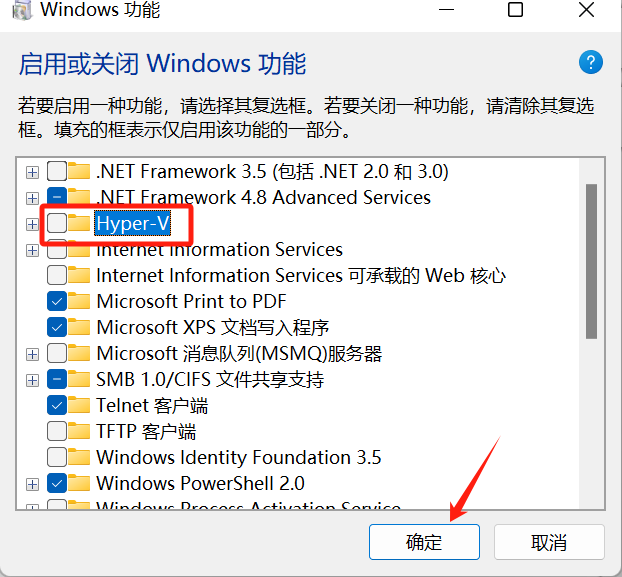 Windows 功能
启用或关闭 Windows 功能
?
若要启用一种功能，请选择其复选框。若要关闭一种功能，请清除其复选
框。填充的框表示仅启用该功能的一部分。
.NET Framework 3.5 (包括 .NET 2.0 和 3.0)
.NET Framework 4.8 Advanced Services
Hyper-V
Internet Information Services
Internet Information Services 可承载的 Web 核心
Microsoft Print to PDF
Microsoft XPS 文档写入程序
Microsoft 消息队列(MSMQ)服务器
SMB 1.0/CIFS 文件共享支持
Telnet 客户端
TFTP 客户端
Windows Identity Foundation 3.5
Windows PowerShell 2.0
Windows Process Activation Service
确定
取消